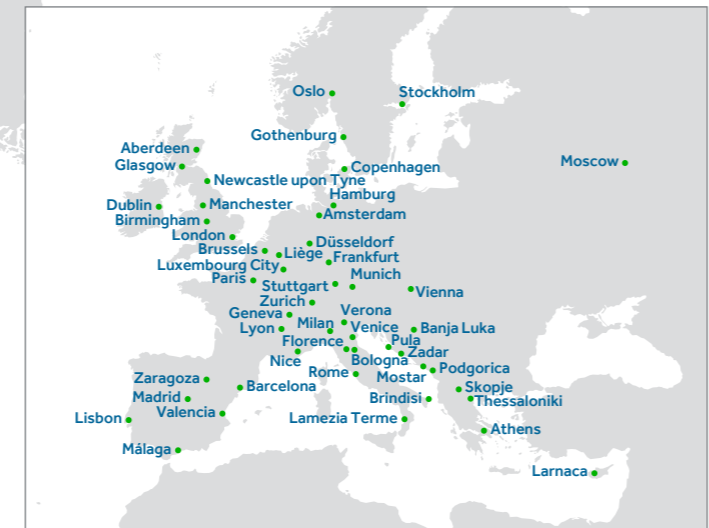 Oslo
Stockholm
Gothenburg
Aberdeen
Copenhagen
Moscow
Glasgow
Newcastle upon Tyne
Hamburg
Dublin
Manchester
Amsterdam
Birmingham
London
Düsseldorf
Brussels
Liège
Frankfurt
Luxembourg City
Munich
Paris
Stuttgart
Vienna
Zurich
Geneva
Verona
Lyon
Milan
Venice
Banja Luka
Florence
Pula
Nice
Bologna
Zadar
Rome
Mostar
Podgorica
Zaragoza
Barcelona
Skopje
Madrid
Brindisi
Thessaloniki
Lisbon
Valencia
Lamezia Terme
Athens
Málaga
Larnaca